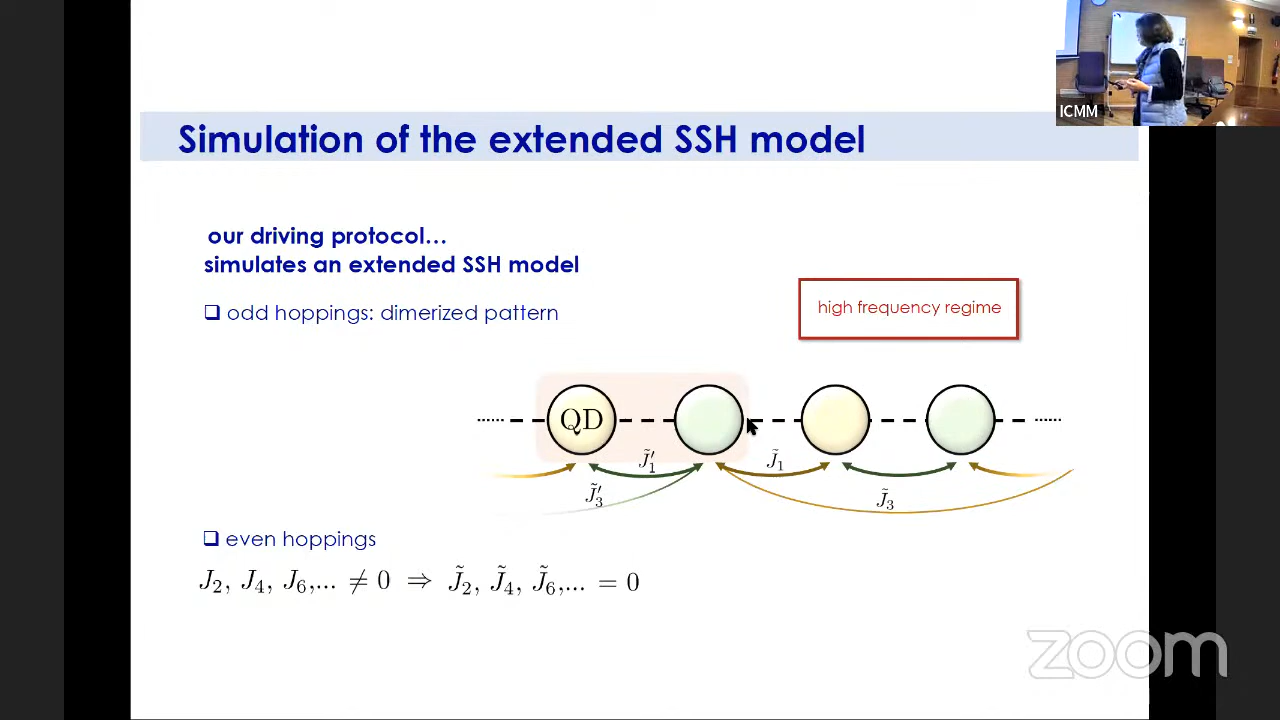 ICMM
Simulation of the extended SSH model
our driving protocol…
simulates an extended SSH model
❑ odd hoppings: dimerized pattern
high frequency regime
QD
J̃′₁
J̃₁
J̃′₃
J̃₃
❑ even hoppings
J₂, J₄, J₆,... ≠ 0 ⇒ J̃₂, J̃₄, J̃₆,... = 0
zoom